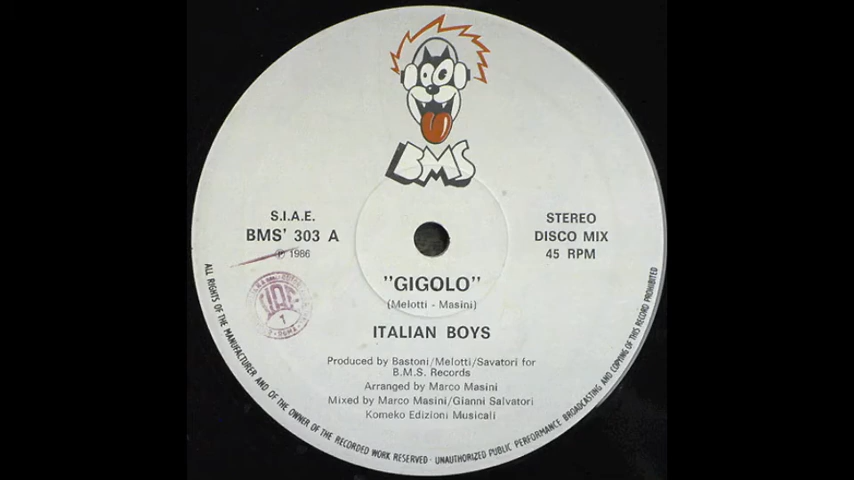 BMS
S.I.A.E.
BMS' 303 A
℗ 1986
STEREO
DISCO MIX
45 RPM
"GIGOLO"
(Melotti - Masini)
ITALIAN BOYS
Produced by Bastoni/Melotti/Savatori for
B.M.S. Records
Arranged by Marco Masini
Mixed by Marco Masini/Gianni Salvatori
Komeko Edizioni Musicali
ALL RIGHTS OF THE MANUFACTURER AND OF THE OWNER OF THE RECORDED WORK RESERVED · UNAUTHORIZED PUBLIC PERFORMANCE BROADCASTING AND COPYING OF THIS RECORD PROHIBITED